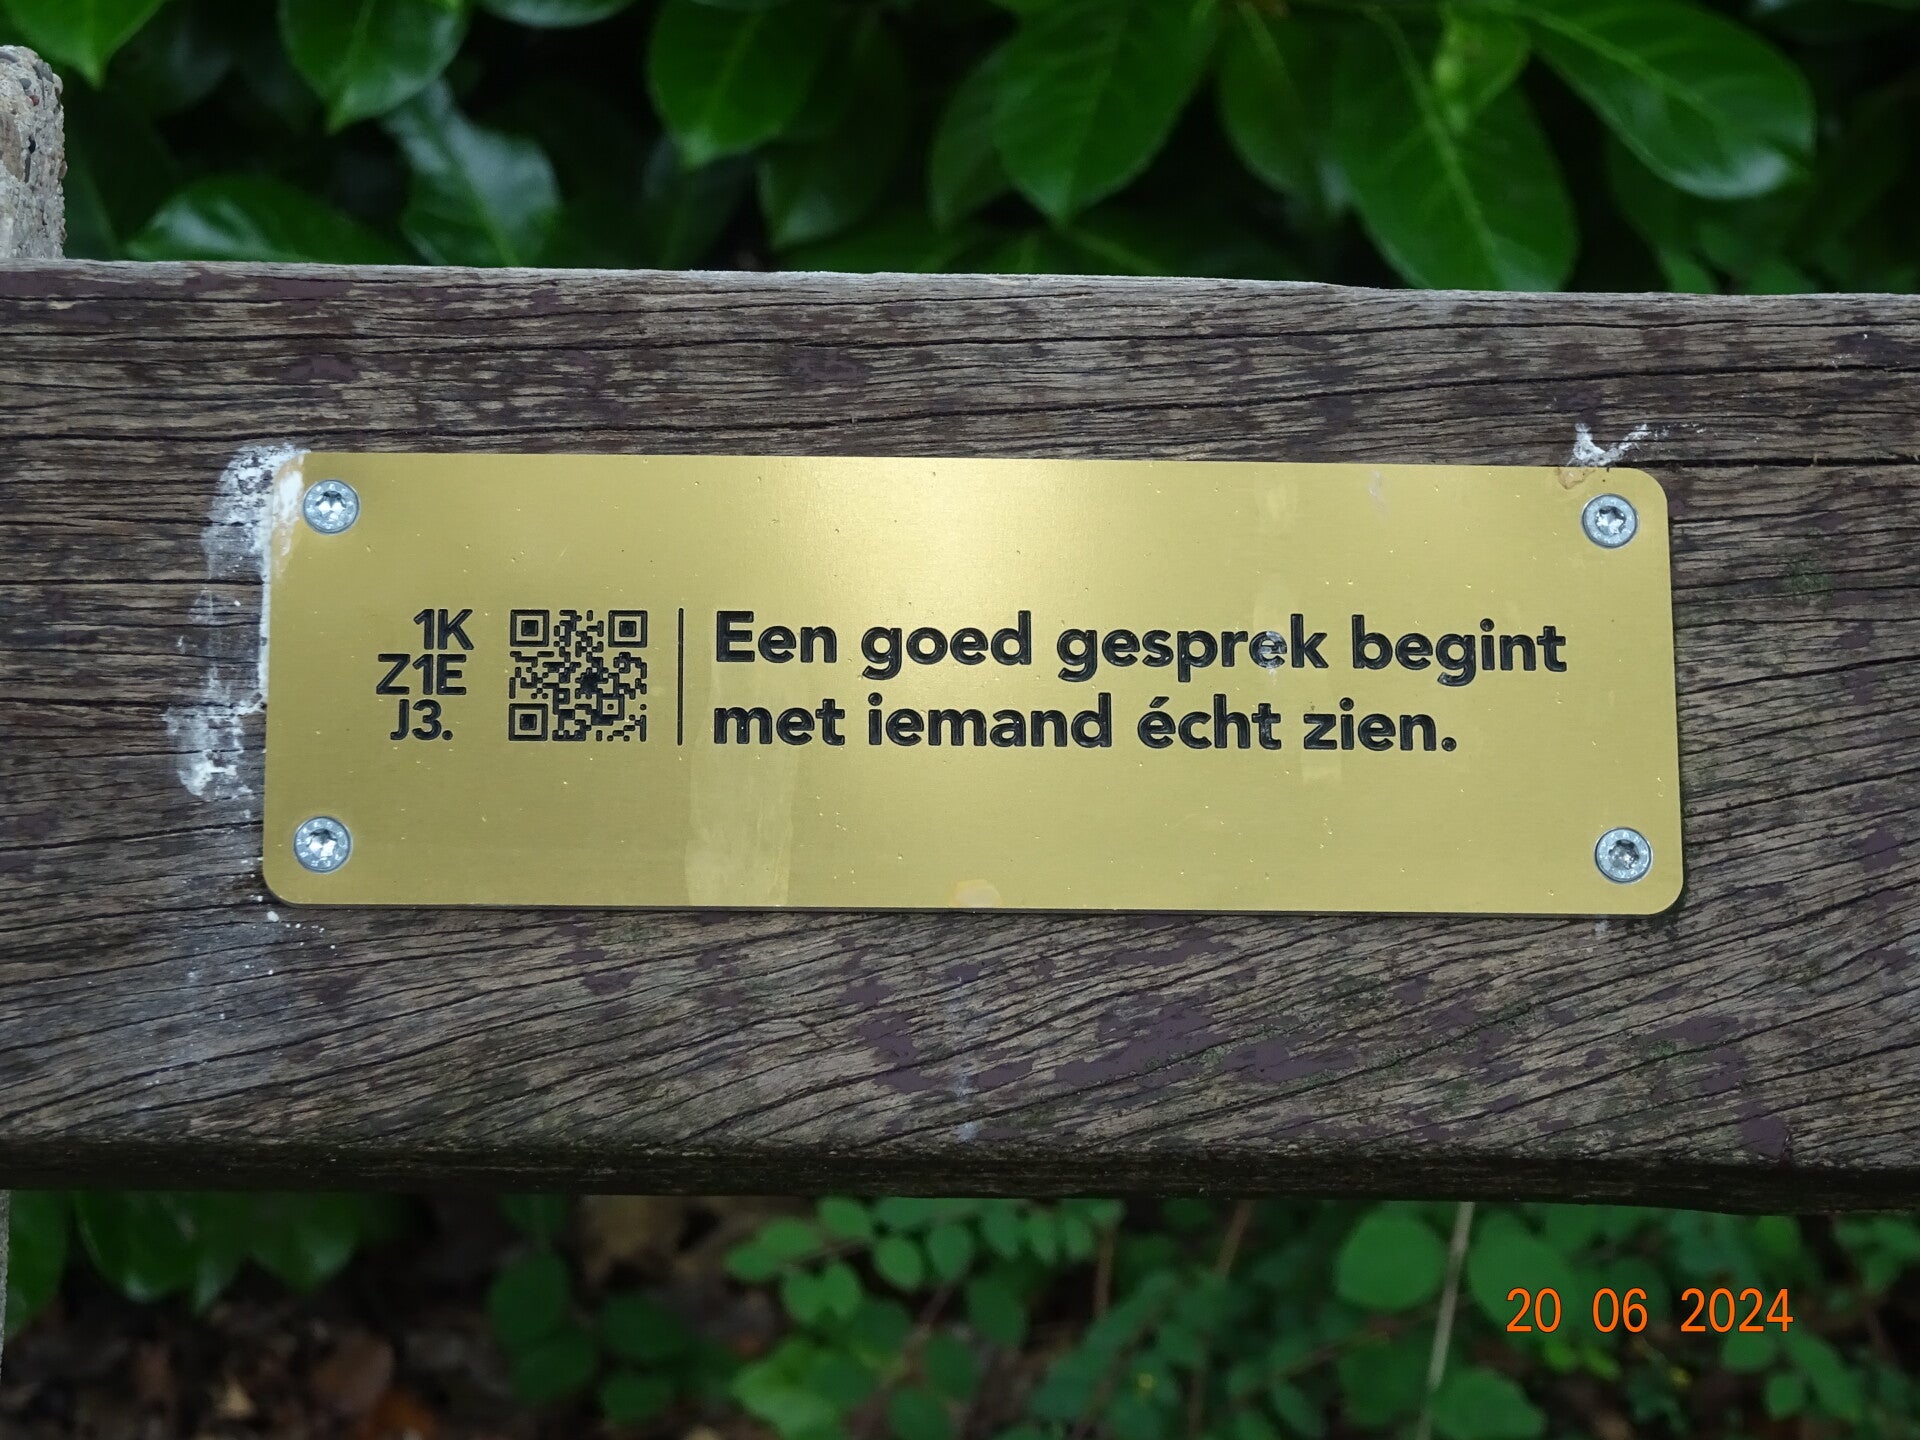 1K
Z1E
J3.
Een goed gesprek begint
met iemand écht zien.
20 06 2024